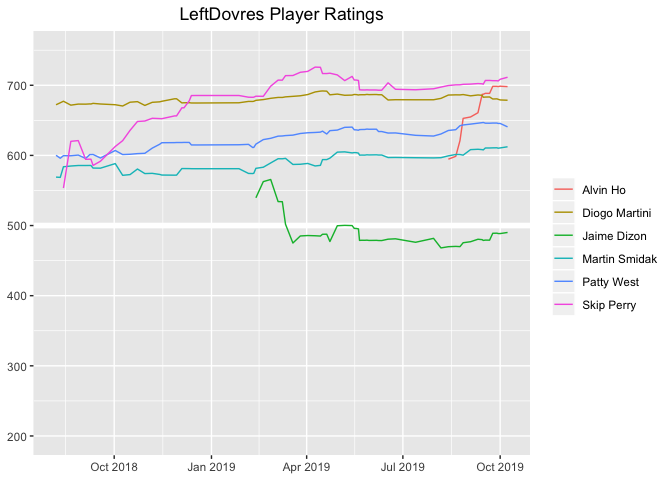 LeftDovres Player Ratings
700
600
500
400
300
200
Oct 2018
Jan 2019
Apr 2019
Jul 2019
Oct 2019
Alvin Ho
Diogo Martini
Jaime Dizon
Martin Smidak
Patty West
Skip Perry